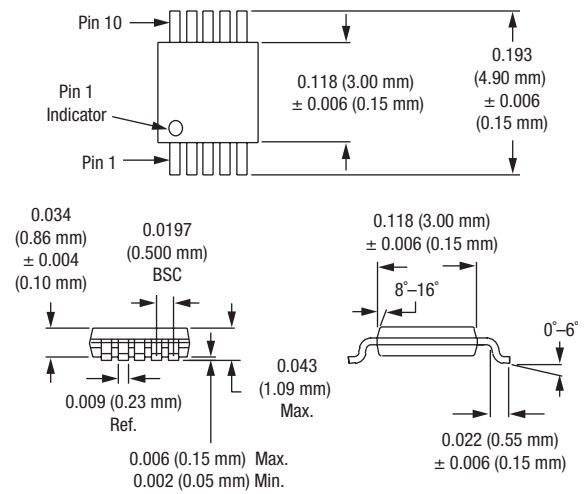 Pin 10
0.193
(4.90 mm)
± 0.006
(0.15 mm)
0.118 (3.00 mm)
± 0.006 (0.15 mm)
Pin 1
Indicator
Pin 1
0.034
(0.86 mm)
± 0.004
(0.10 mm)
0.0197
(0.500 mm)
BSC
0.118 (3.00 mm)
± 0.006 (0.15 mm)
8°–16°
0°–6°
0.043
(1.09 mm)
Max.
0.009 (0.23 mm)
Ref.
0.006 (0.15 mm) Max.
0.002 (0.05 mm) Min.
0.022 (0.55 mm)
± 0.006 (0.15 mm)